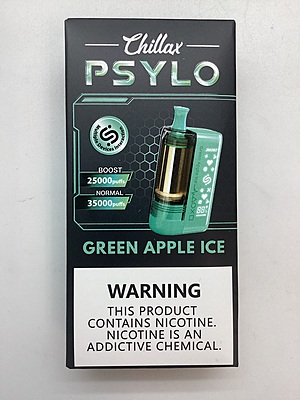 Chillax
PSYLO
BOOST
25000puffs
NORMAL
35000puffs
GREEN APPLE ICE
WARNING
THIS PRODUCT
CONTAINS NICOTINE.
NICOTINE IS AN
ADDICTIVE CHEMICAL.